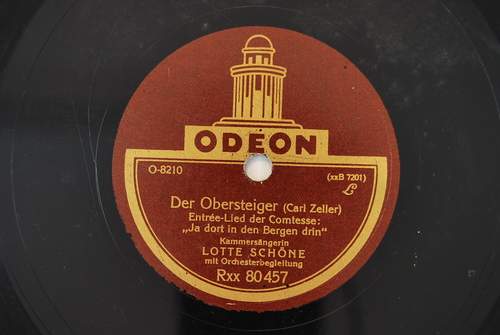 ODEON
O-8210
(xxB 7201)
L
Der Obersteiger (Carl Zeller)
Entrée-Lied der Comtesse:
„Ja dort in den Bergen drin“
Kammersängerin
LOTTE SCHÖNE
mit Orchesterbegleitung
Rxx 80457